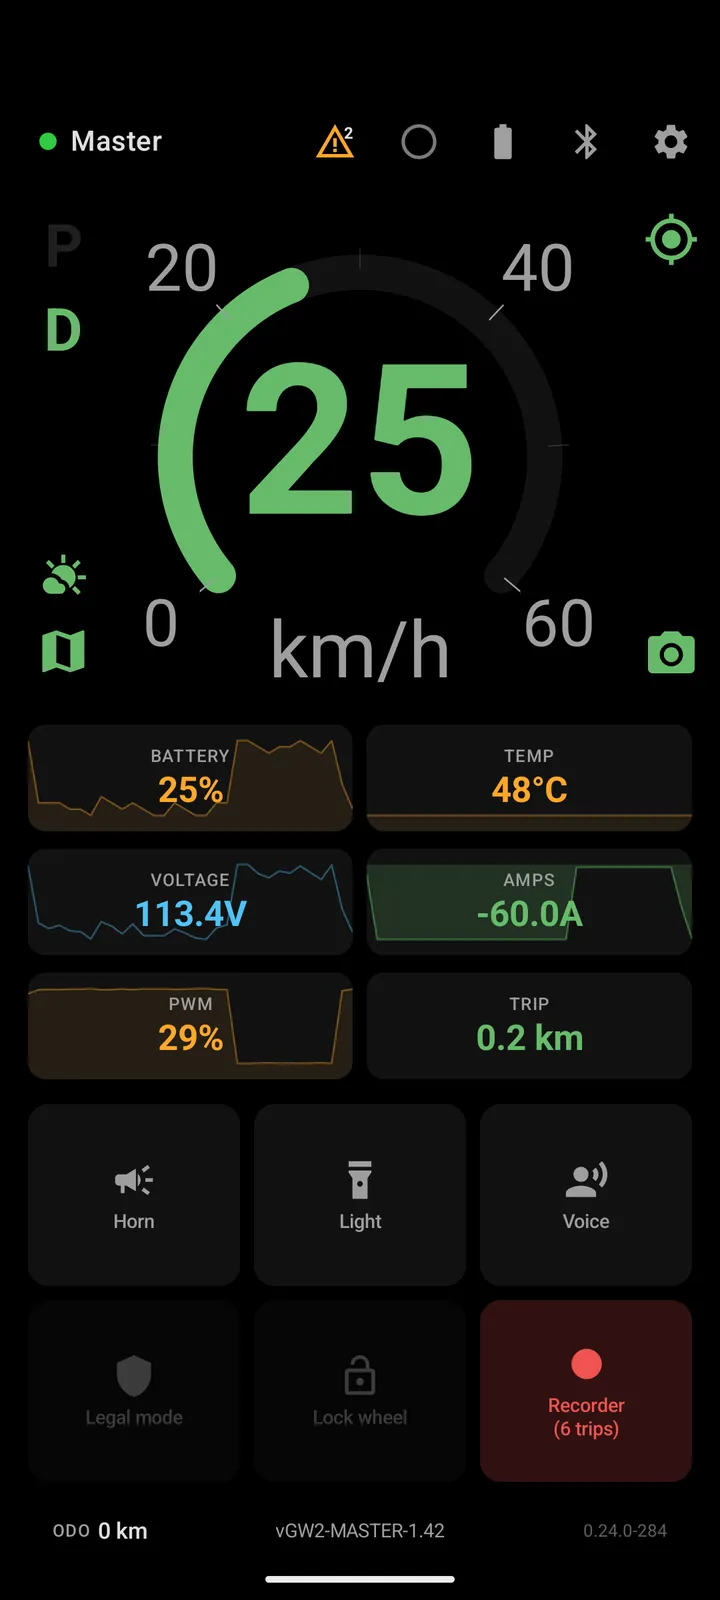 Master
2
P
D
20
40
25
0
60
km/h
BATTERY
25%
TEMP
48°C
VOLTAGE
113.4V
AMPS
-60.0A
PWM
29%
TRIP
0.2 km
Horn
Light
Voice
Legal mode
Lock wheel
Recorder
(6 trips)
ODO 0 km
vGW2-MASTER-1.42
0.24.0-284